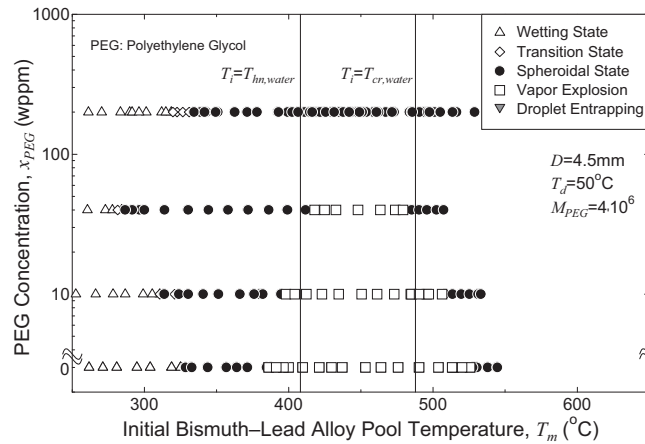 1000
PEG: Polyethylene Glycol
T_i=T_hn,water
T_i=T_cr,water
Wetting State
Transition State
Spheroidal State
Vapor Explosion
Droplet Entrapping
100
D=4.5mm
T_d=50°C
M_PEG=4·10^6
10
0
PEG Concentration, x_PEG (wppm)
300
400
500
600
Initial Bismuth–Lead Alloy Pool Temperature, T_m (°C)